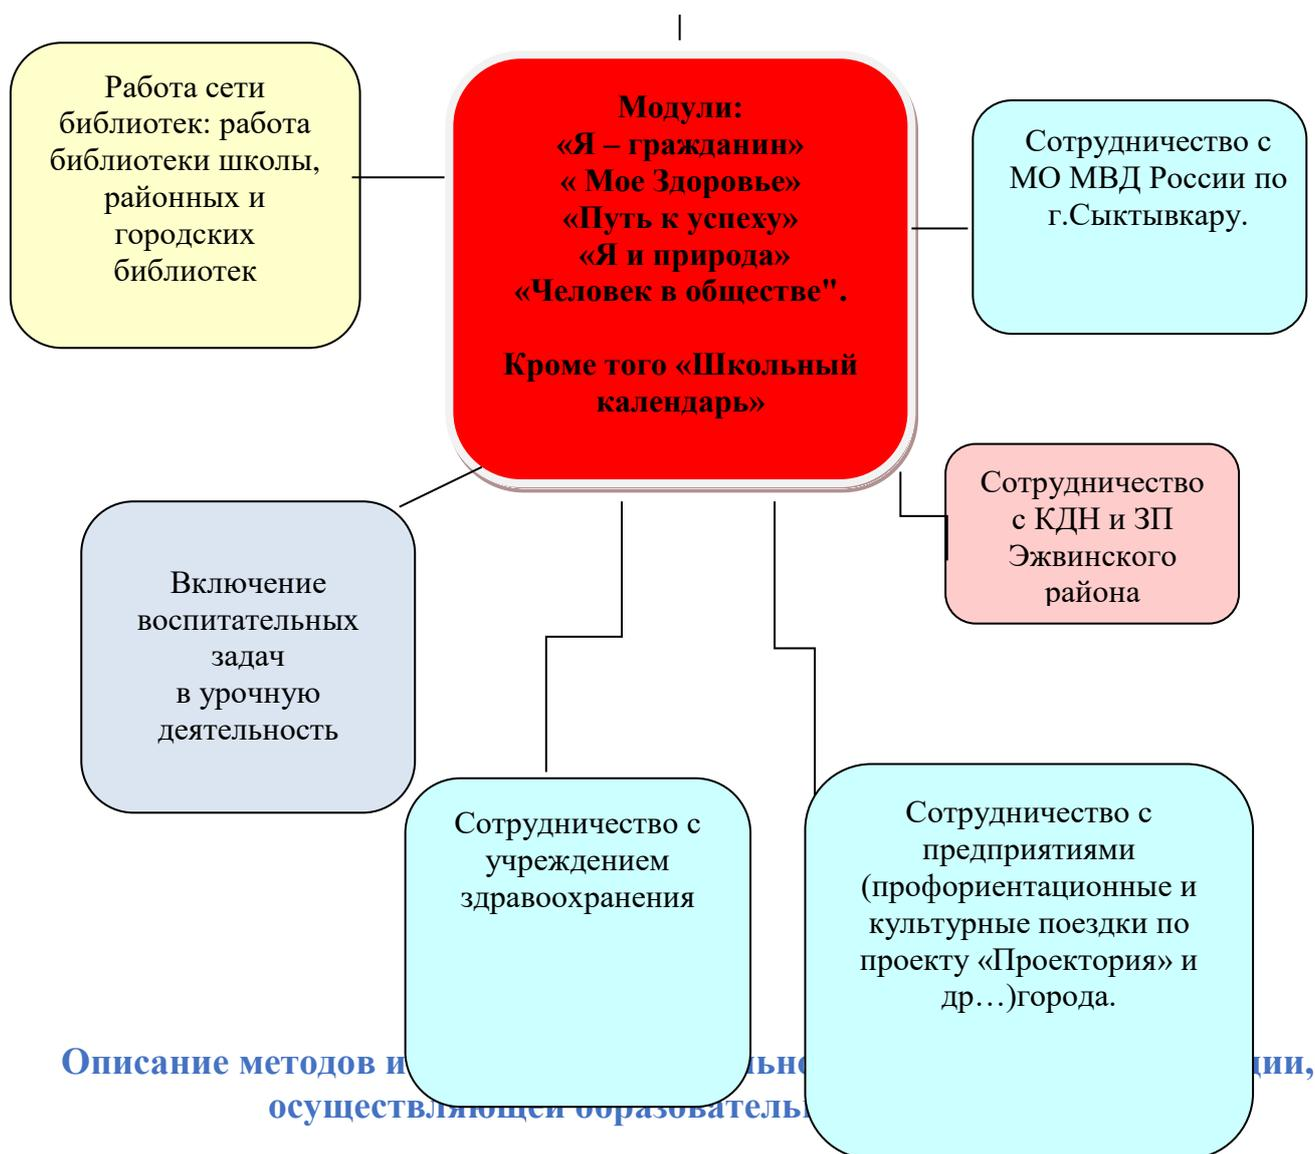 Работа сети
библиотек: работа
библиотеки школы,
районных и
городских
библиотек
Модули:
«Я – гражданин»
« Мое Здоровье»
«Путь к успеху»
«Я и природа»
«Человек в обществе".
Кроме того «Школьный
календарь»
Сотрудничество с
МО МВД России по
г.Сыктывкару.
Сотрудничество
с КДН и ЗП
Эжвинского
района
Включение
воспитательных
задач
в урочную
деятельность
Сотрудничество с
учреждением
здравоохранения
Сотрудничество с
предприятиями
(профориентационные и
культурные поездки по
проекту «Проектория» и
др…)города.
Описание методов и
осуществляющей